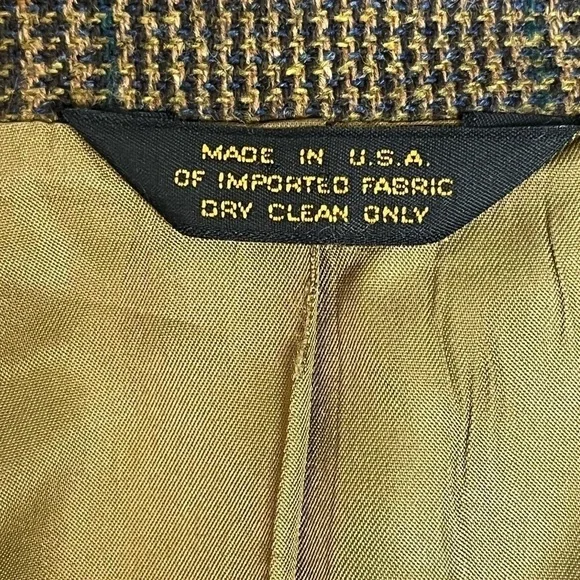 MADE IN U.S.A.
OF IMPORTED FABRIC
DRY CLEAN ONLY